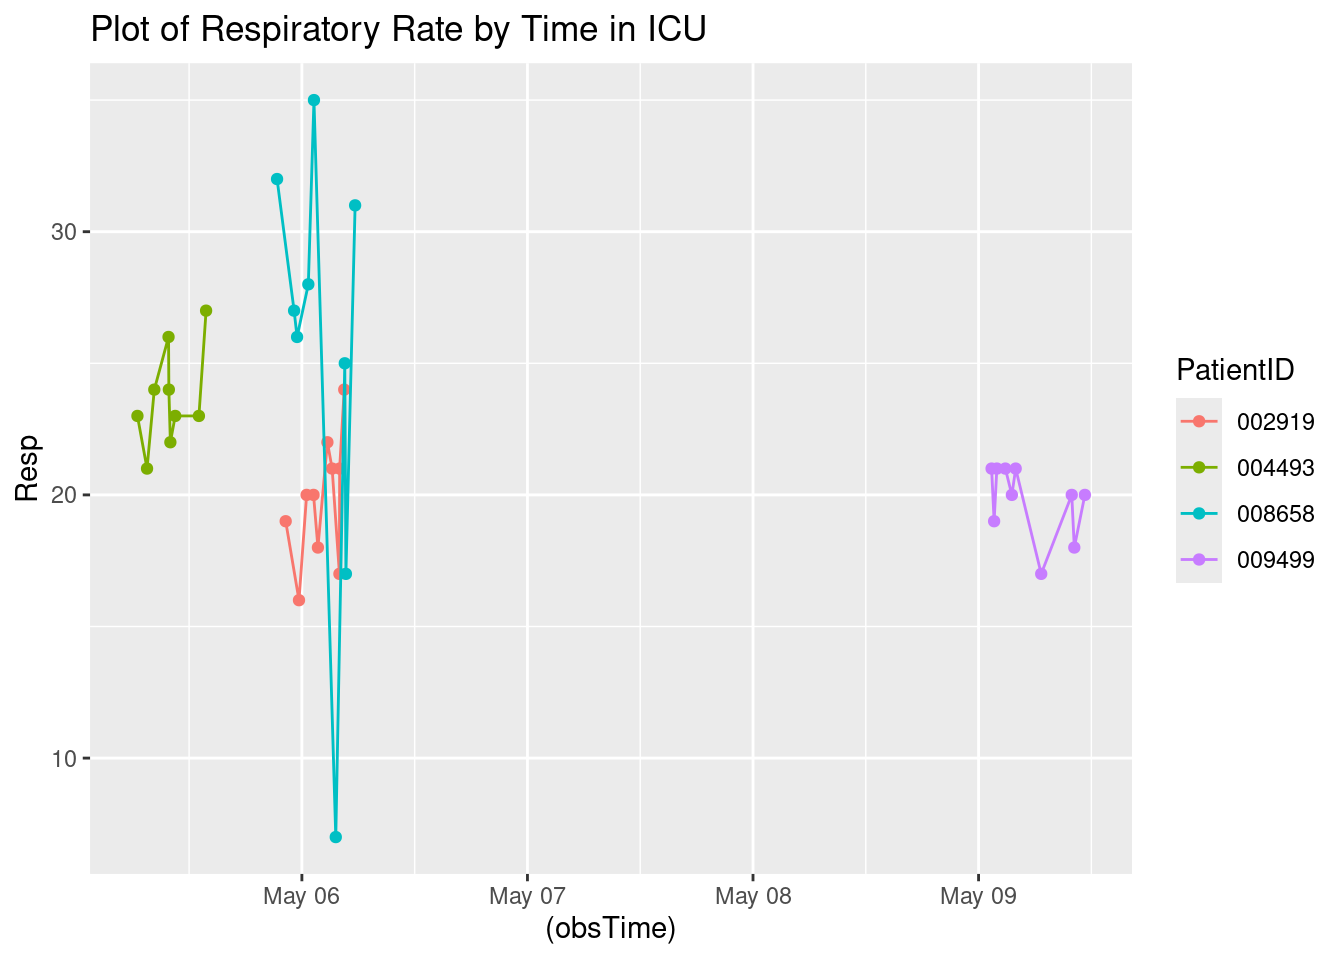 Plot of Respiratory Rate by Time in ICU
30
20
10
Resp
May 06
May 07
May 08
May 09
(obsTime)
PatientID
002919
004493
008658
009499